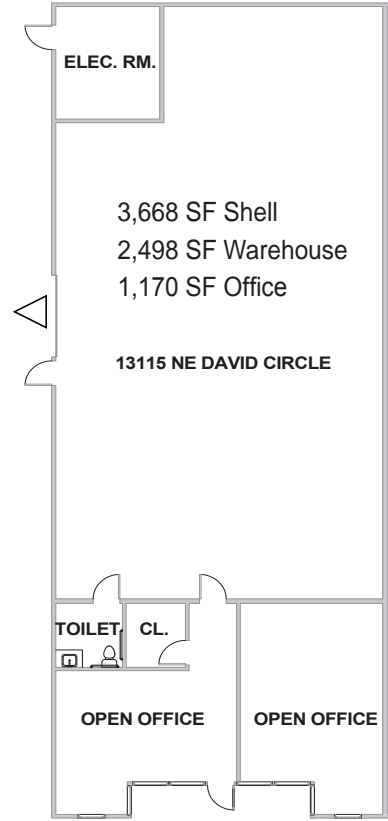 ELEC. RM.
3,668 SF Shell
2,498 SF Warehouse
1,170 SF Office
13115 NE DAVID CIRCLE
TOILET
CL.
OPEN OFFICE
OPEN OFFICE